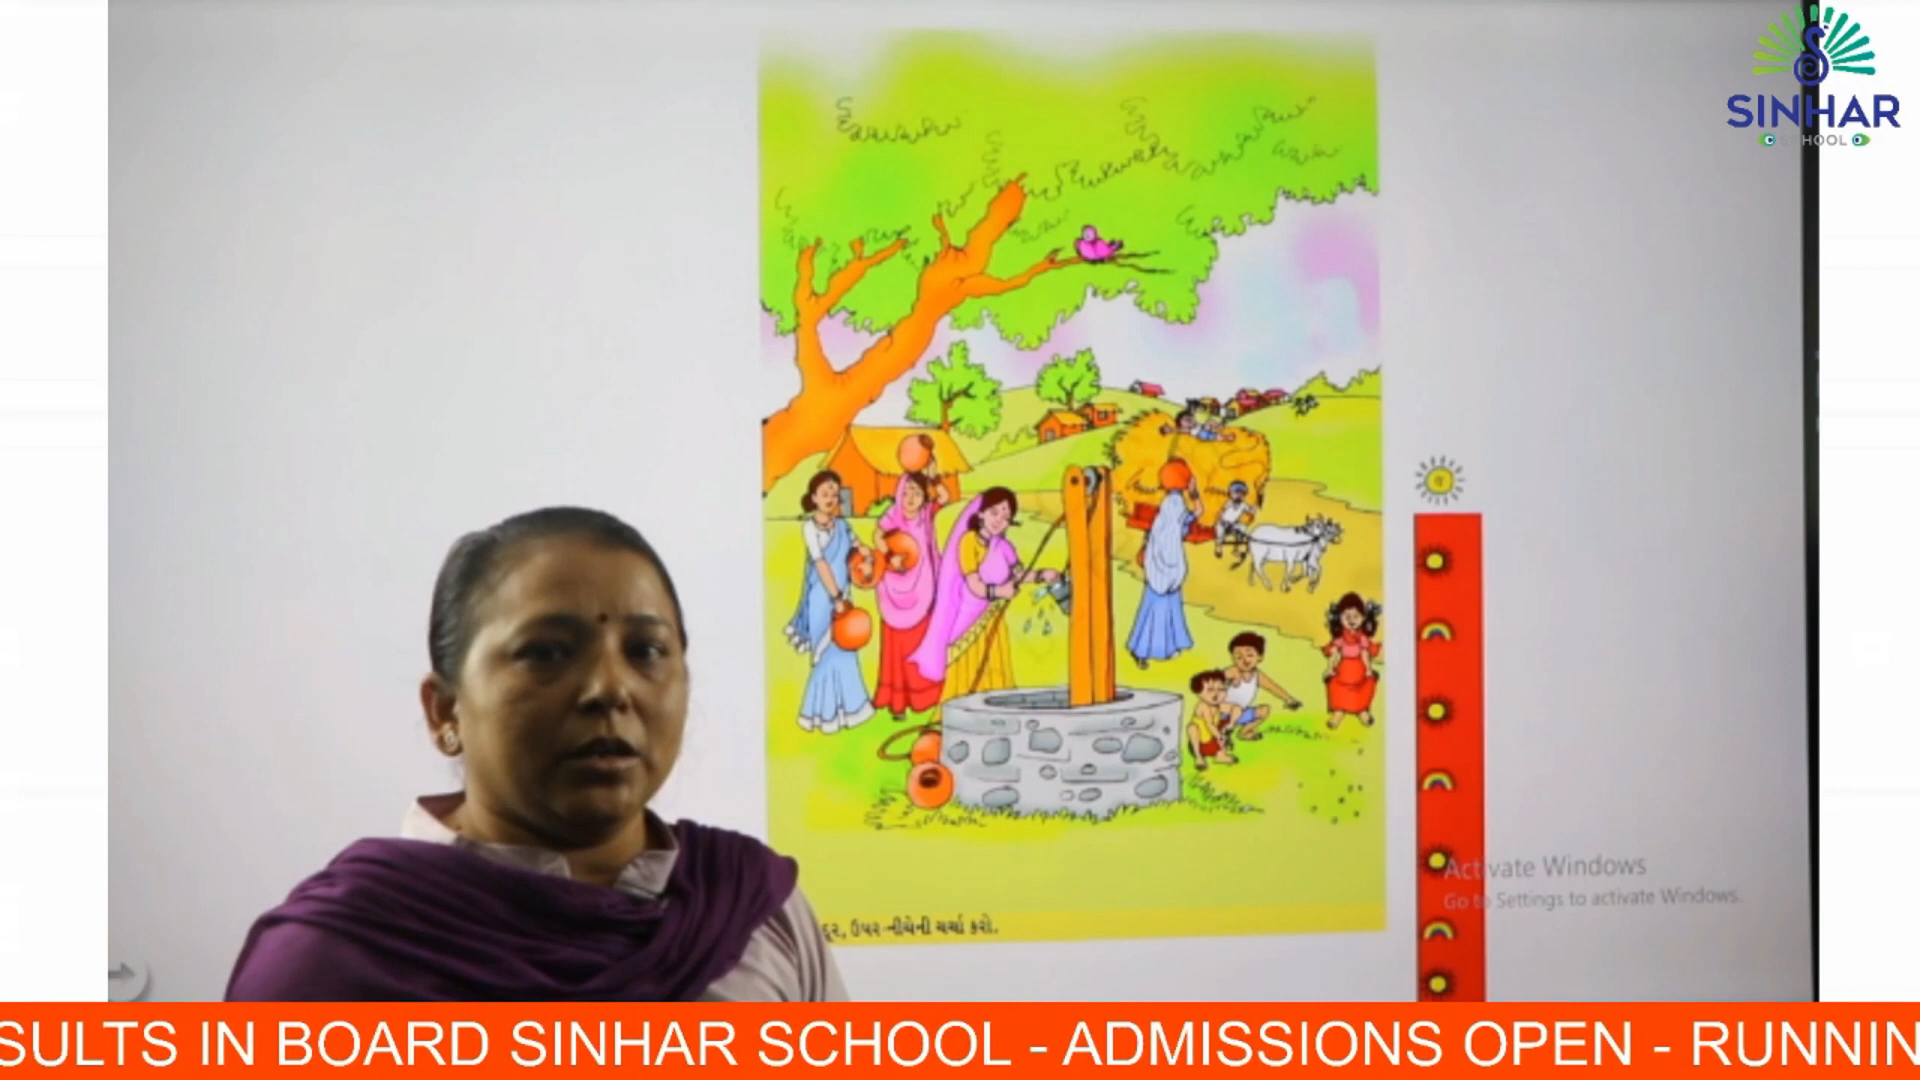 SINHAR
SCHOOL
દૂર, ઉપર-નીચેની ચર્ચા કરો.
Activate Windows
Go to Settings to activate Windows.
SULTS IN BOARD SINHAR SCHOOL - ADMISSIONS OPEN - RUNNIN